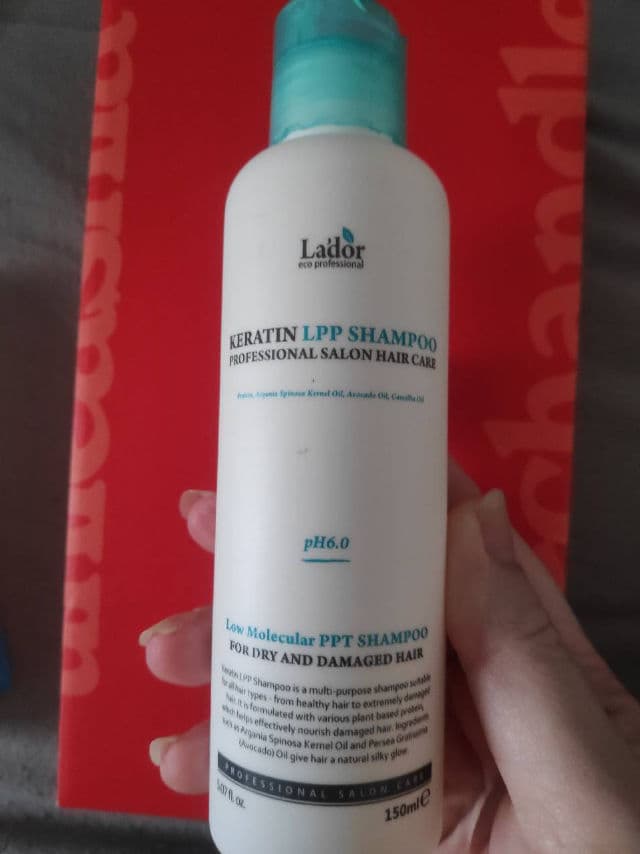 La'dor
eco professional
KERATIN LPP SHAMPOO
PROFESSIONAL SALON HAIR CARE
Protein, Argania Spinosa Kernel Oil, Avocado Oil, Camellia Oil
pH6.0
Low Molecular PPT SHAMPOO
FOR DRY AND DAMAGED HAIR
Keratin LPP Shampoo is a multi-purpose shampoo suitable
for all hair types - from healthy hair to extremely damaged
hair. It is formulated with various plant based protein,
which helps effectively nourish damaged hair. Ingredients
such as Argania Spinosa Kernel Oil and Persea Gratissima
(Avocado) Oil give hair a natural silky glow.
PROFESSIONAL SALON CARE
5.07 fl. oz.
150ml e